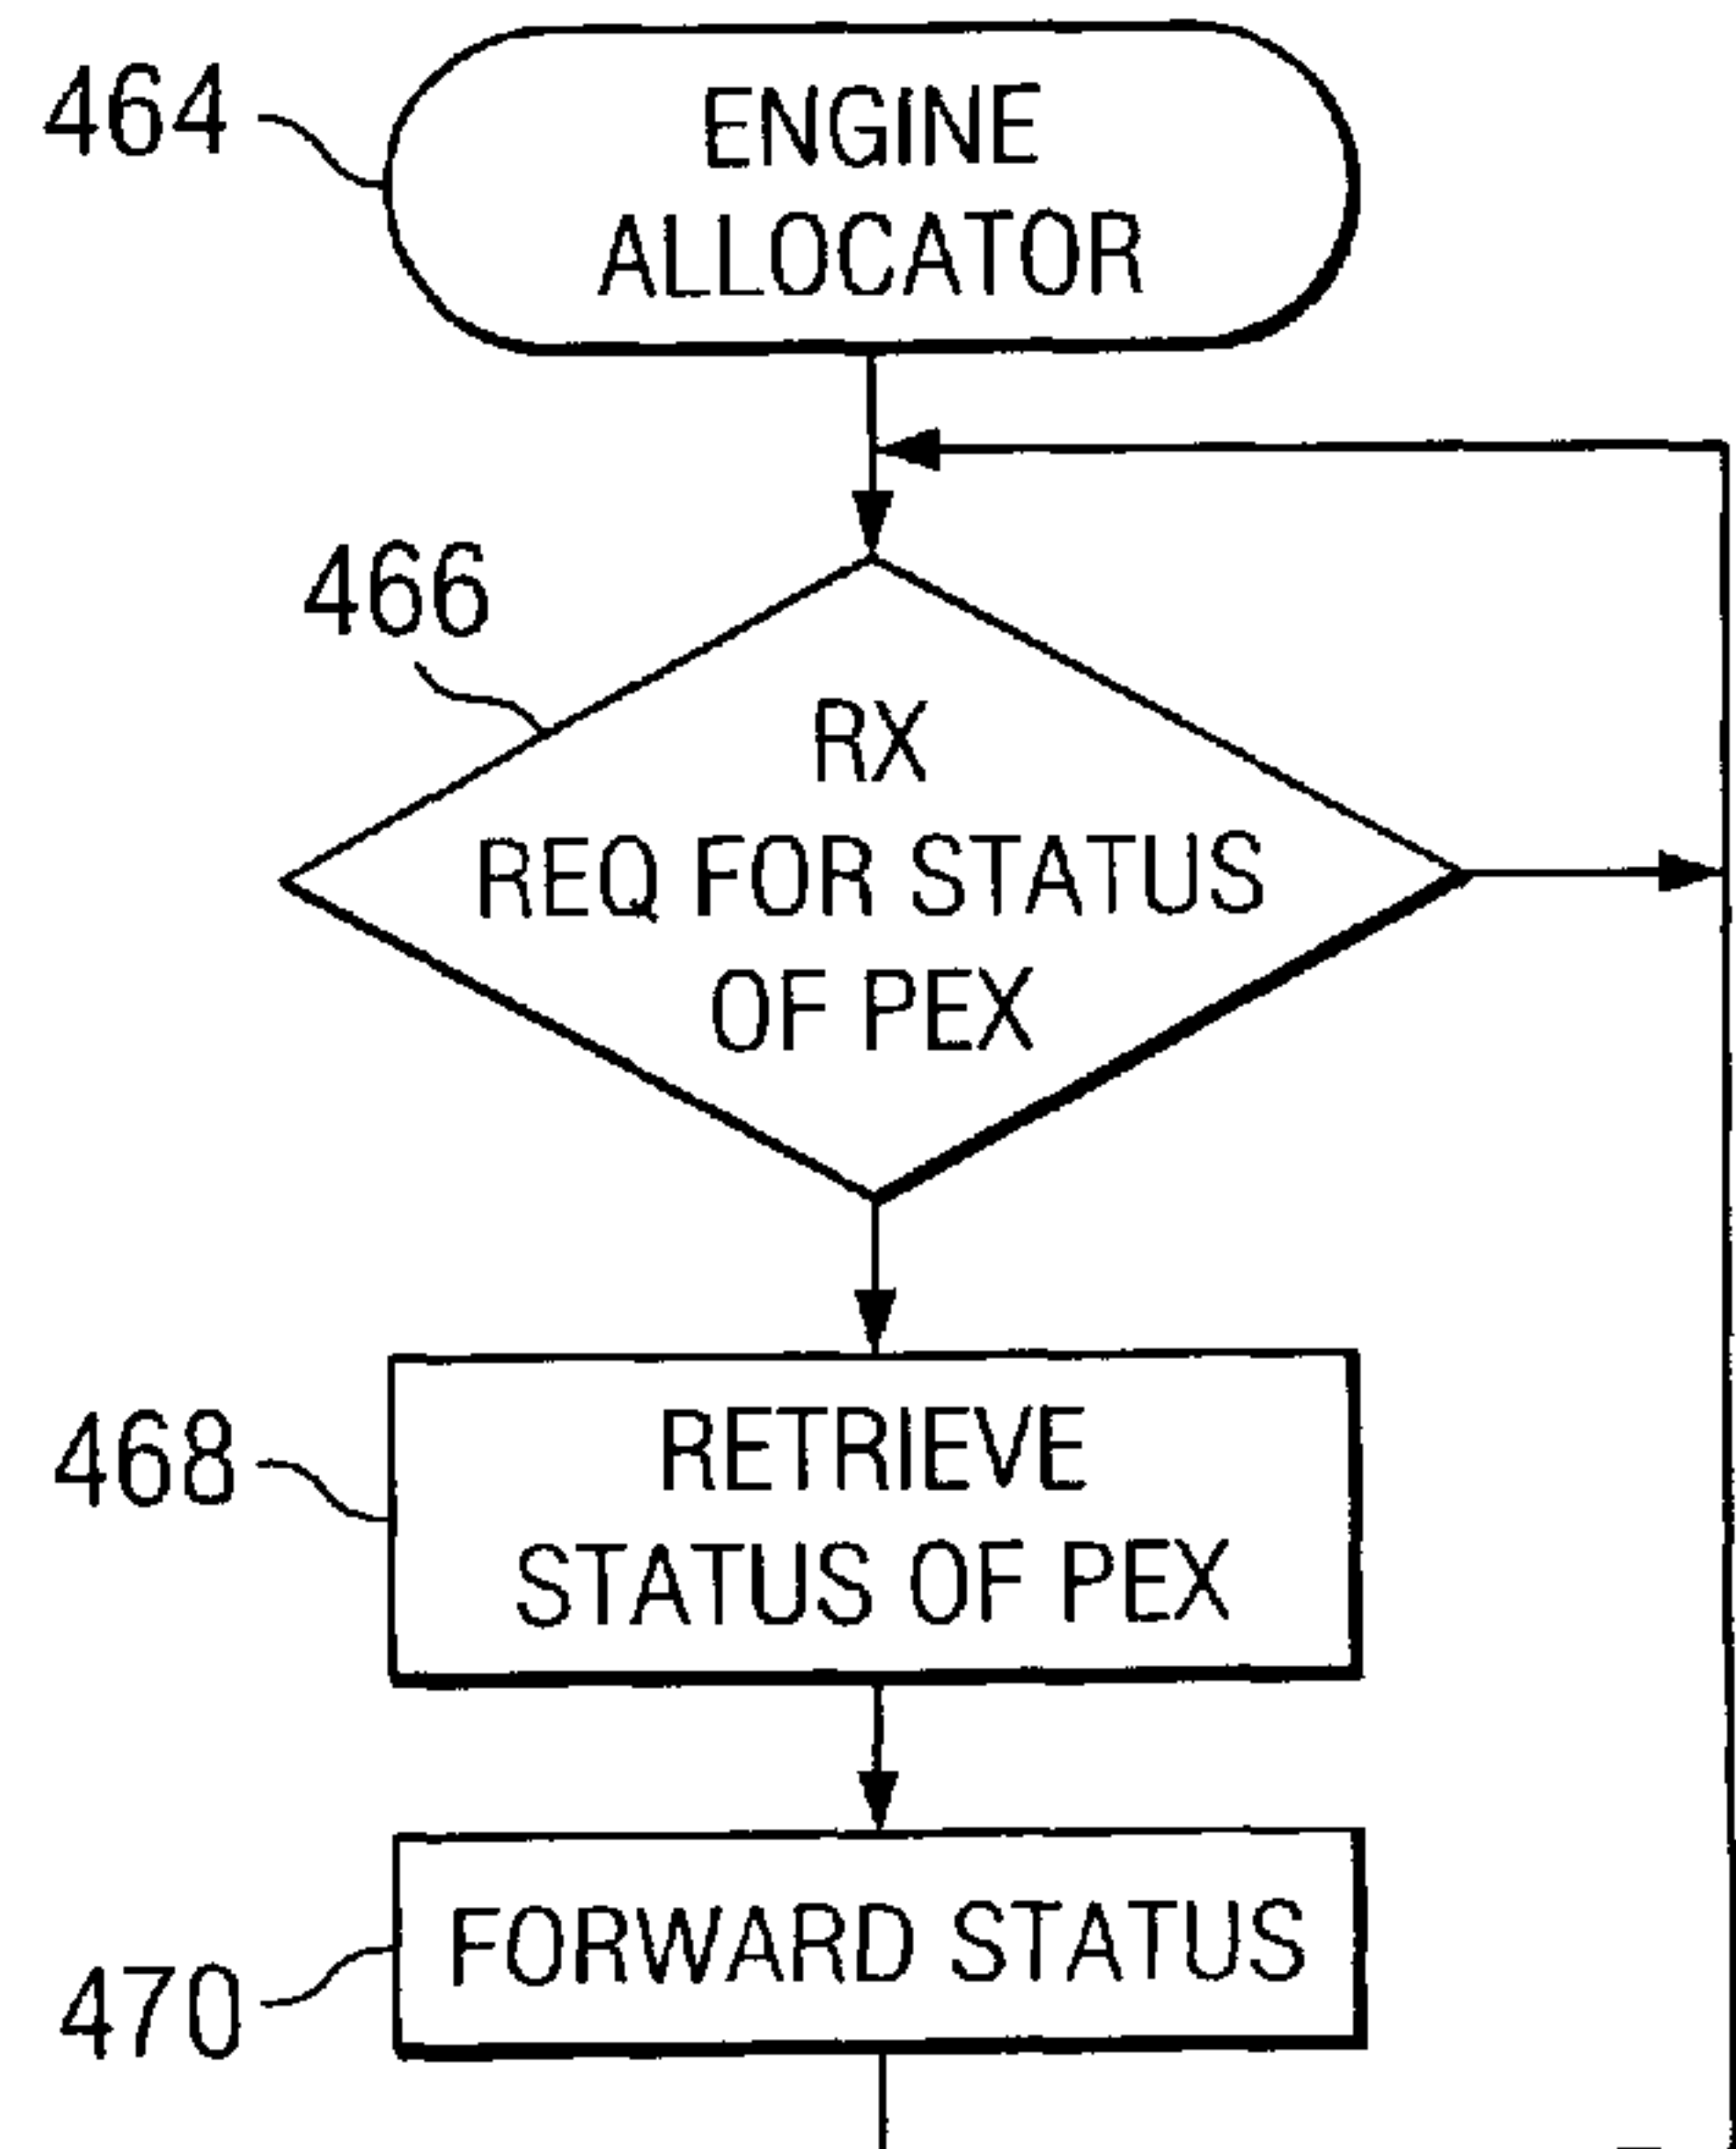 464
ENGINE
ALLOCATOR
466
RX
REQ FOR STATUS
OF PEX
468
RETRIEVE
STATUS OF PEX
470
FORWARD STATUS